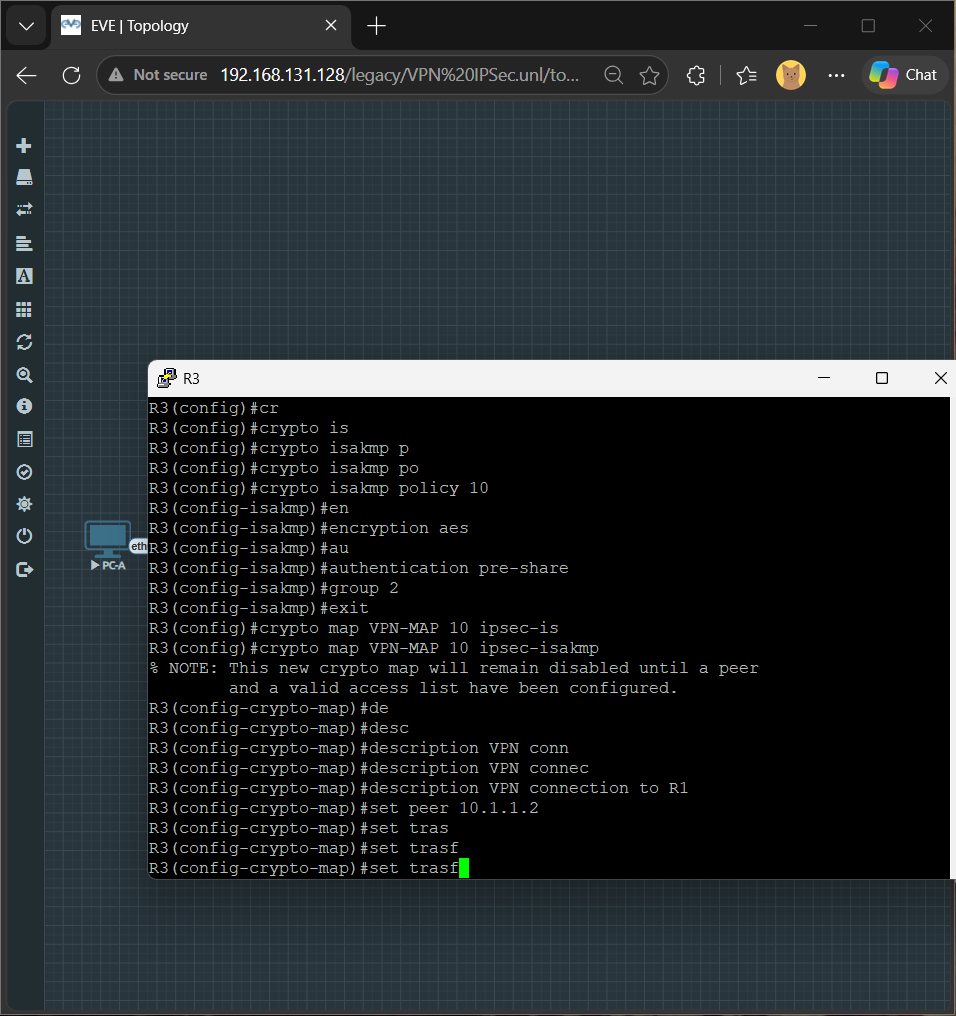 EVE | Topology
Not secure 192.168.131.128/legacy/VPN%20IPSec.unl/to...
Chat
A
R3
R3(config)#cr
R3(config)#crypto is
R3(config)#crypto isakmp p
R3(config)#crypto isakmp po
R3(config)#crypto isakmp policy 10
R3(config-isakmp)#en
R3(config-isakmp)#encryption aes
R3(config-isakmp)#au
R3(config-isakmp)#authentication pre-share
R3(config-isakmp)#group 2
R3(config-isakmp)#exit
R3(config)#crypto map VPN-MAP 10 ipsec-is
R3(config)#crypto map VPN-MAP 10 ipsec-isakmp
% NOTE: This new crypto map will remain disabled until a peer
and a valid access list have been configured.
R3(config-crypto-map)#de
R3(config-crypto-map)#desc
R3(config-crypto-map)#description VPN conn
R3(config-crypto-map)#description VPN connec
R3(config-crypto-map)#description VPN connection to R1
R3(config-crypto-map)#set peer 10.1.1.2
R3(config-crypto-map)#set tras
R3(config-crypto-map)#set trasf
R3(config-crypto-map)#set trasf
eth
PC-A